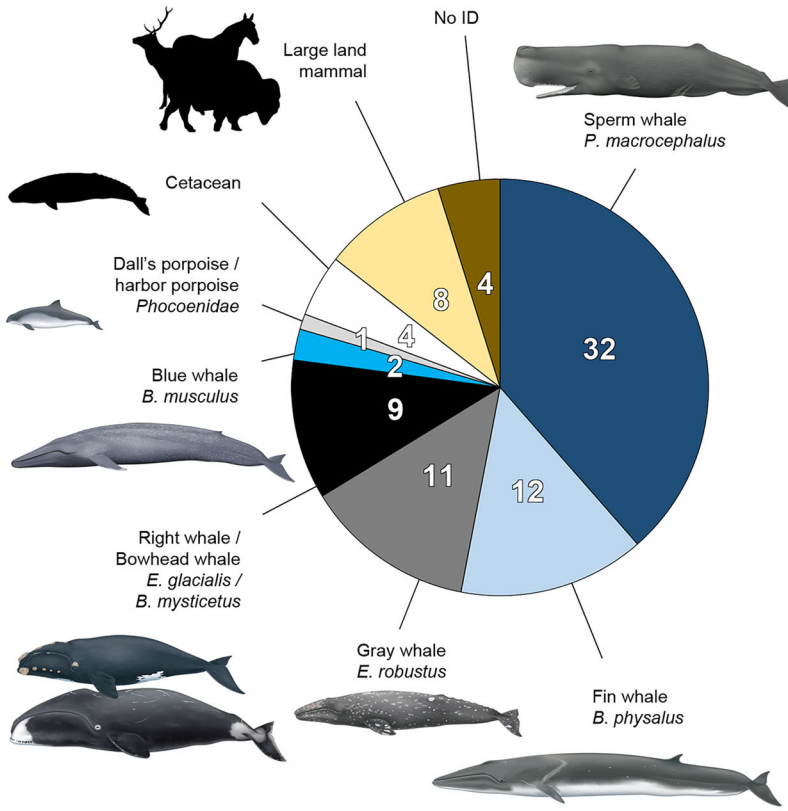 No ID
Large land
mammal
Sperm whale
P. macrocephalus
Cetacean
Dall's porpoise /
harbor porpoise
Phocoenidae
Blue whale
B. musculus
Right whale /
Bowhead whale
E. glacialis /
B. mysticetus
Gray whale
E. robustus
Fin whale
B. physalus
32
12
11
9
2
1
4
8
4